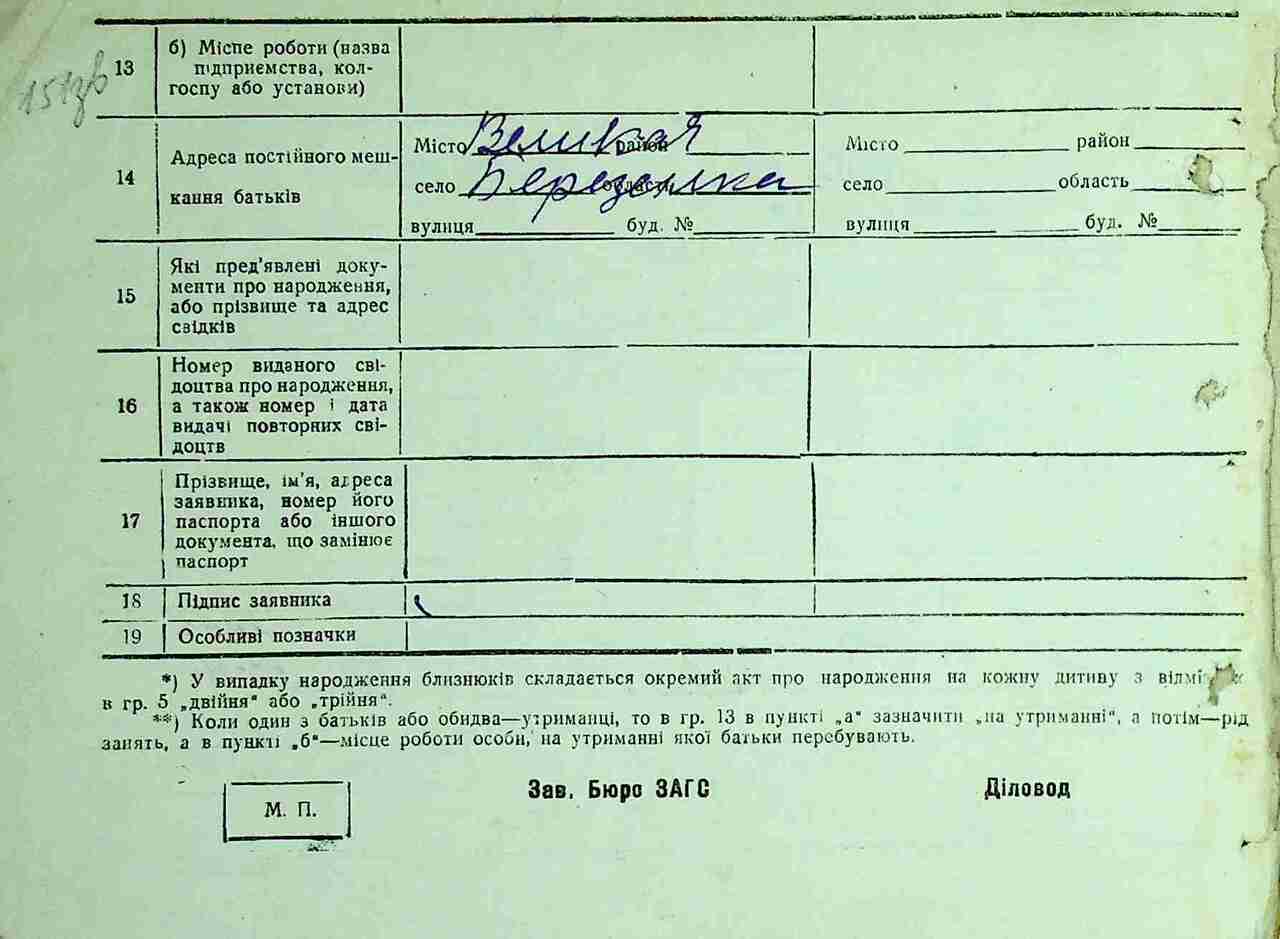 151зв
13 б) Місце роботи (назва
підприємства, кол-
госпу або установи)
14 Адреса постійного меш-
кання батьків
Місто Великая район
село Березянка область
вулиця буд. №
Місто район
село область
вулиця буд. №
15 Які пред'явлені доку-
менти про народження,
або прізвище та адрес
свідків
16 Номер виданого сві-
доцтва про народження,
а також номер і дата
видачі повторних сві-
доцтв
17 Прізвище, ім'я, адреса
заявника, номер його
паспорта або іншого
документа, що замінює
паспорт
18 Підпис заявника
19 Особливі позначки
*) У випадку народження близнюків складається окремий акт про народження на кожну дитину з
в гр. 5 „двійня" або „трійня".
**) Коли один з батьків або обидва—утриманці, то в гр. 13 в пункті „а" зазначити „на утриманні", а потім—рід
занять, а в пункті „б"—місце роботи особи, на утриманні якої батьки перебувають.
М. П.
Зав. Бюро ЗАГС
Діловод